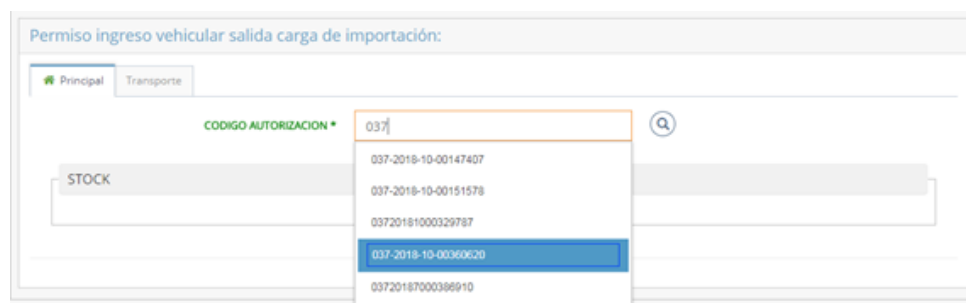 Permiso ingreso vehicular salida carga de importación:
Principal Transporte
CODIGO AUTORIZACION * 037
037-2018-10-00147407
037-2018-10-00151578
STOCK
03720181000329787
037-2018-10-00360620
03720187000386910